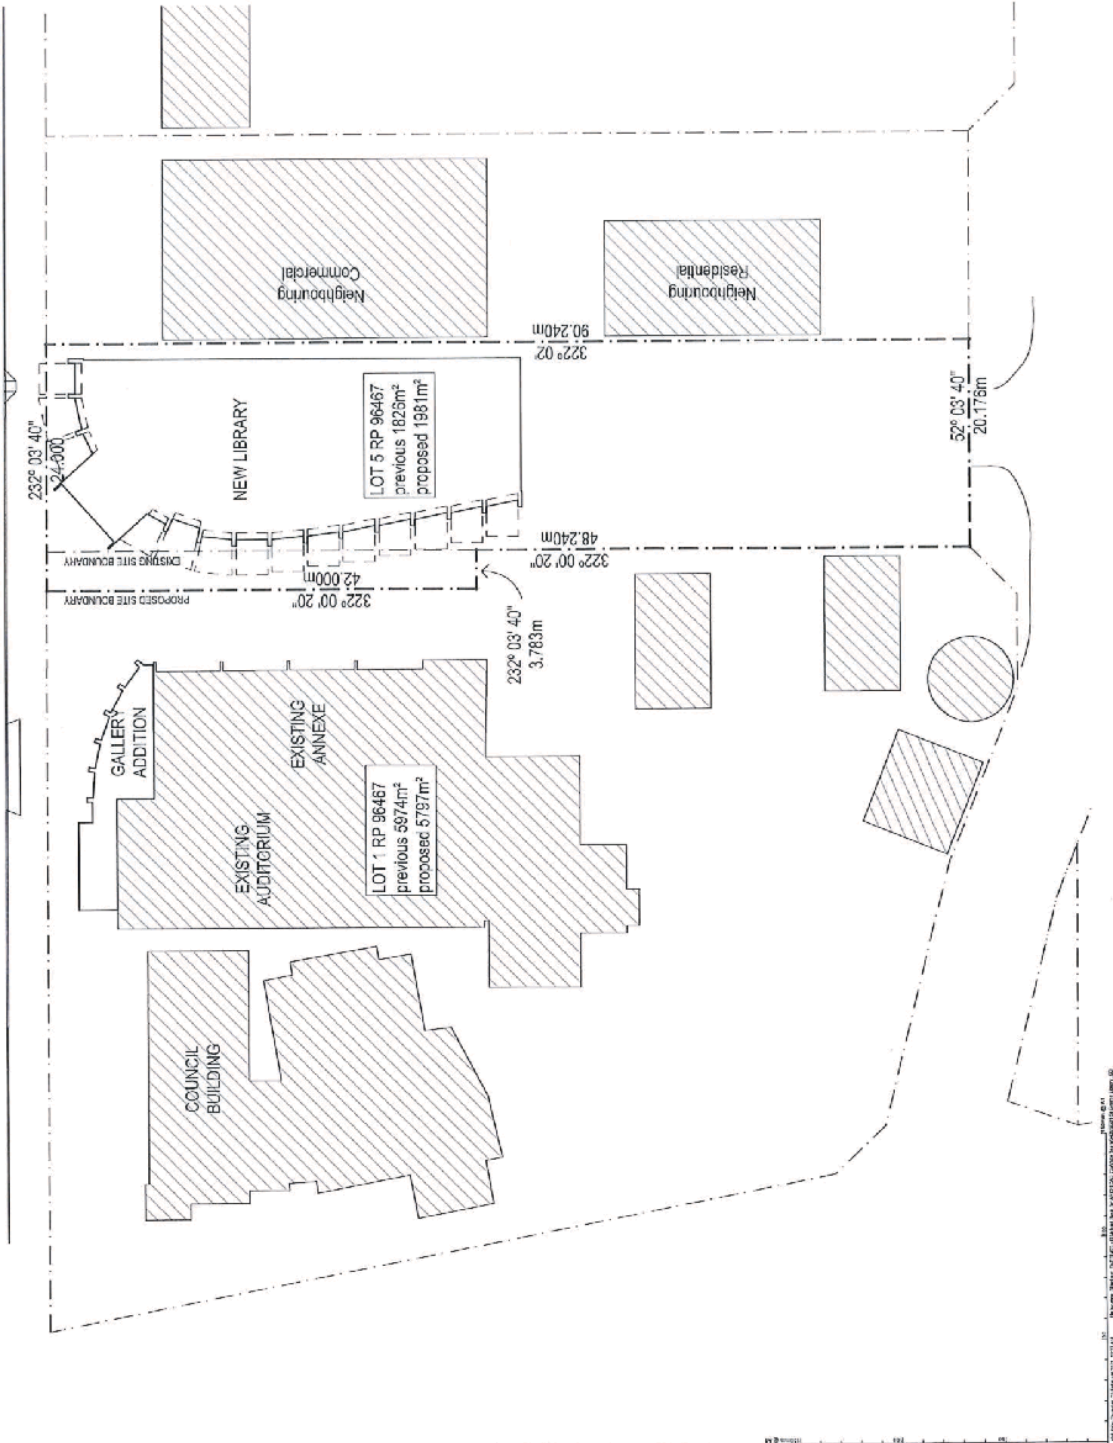 Neighbouring
Commercial
Neighbouring
Residential
322° 02'
90.240m
232° 03' 40"
24.000
NEW LIBRARY
LOT 5 RP 96467
previous 1826m²
proposed 1981m²
52° 03' 40"
20.176m
EXISTING SITE BOUNDARY
322° 00' 20"
48.240m
PROPOSED SITE BOUNDARY
322° 00' 20"
42.000m
232° 03' 40"
3.783m
GALLERY
ADDITION
EXISTING
ANNEXE
EXISTING
AUDITORIUM
LOT 1 RP 96467
previous 5974m²
proposed 5797m²
COUNCIL
BUILDING